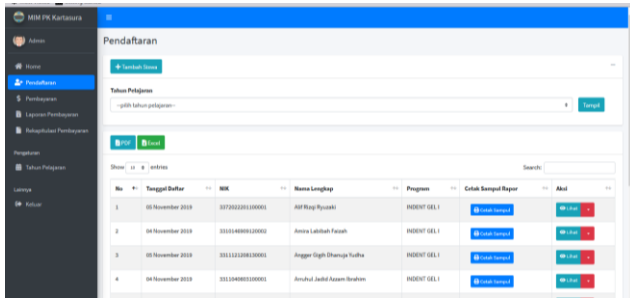 MIM PK Kartasura
Admin
Home
Pendaftaran
Pembayaran
Laporan Pembayaran
Rekapitulasi Pembayaran
Pengaturan
Tahun Pelajaran
Lainnya
Keluar
Pendaftaran
+ Tambah Siswa
Tahun Pelajaran
--pilih tahun pelajaran--
Tampil
PDF Excel
Show 10 entries Search:
No Tanggal Daftar NIK Nama Lengkap Program Cetak Sampul Rapor Aksi
1 05 November 2019 3372022201100001 Alif Rizqi Ryuzaki INDENT GEL I Cetak Sampul Lihat
2 04 November 2019 Amira Labibah Faizah INDENT GEL I Cetak Sampul Lihat
3 05 November 2019 3311121208130001 Angger Gigih Dhanuja Yudha INDENT GEL I Cetak Sampul Lihat
4 04 November 2019 Arruhul Jadid Azzam Ibrahim INDENT GEL I Cetak Sampul Lihat